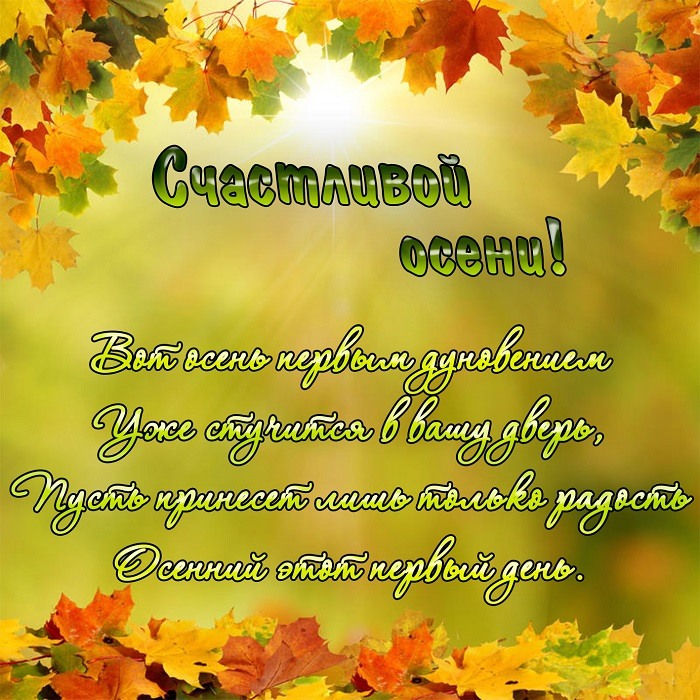 Счастливой
осени!
Вот осень первым дуновением
Уже стучится в вашу дверь,
Пусть принесет лишь только радость
Осенний этот первый день.